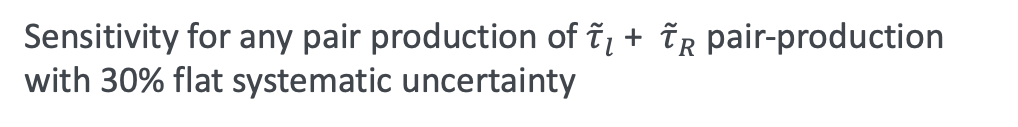 Sensitivity for any pair production of τ̃_l + τ̃_R pair-production
with 30% flat systematic uncertainty